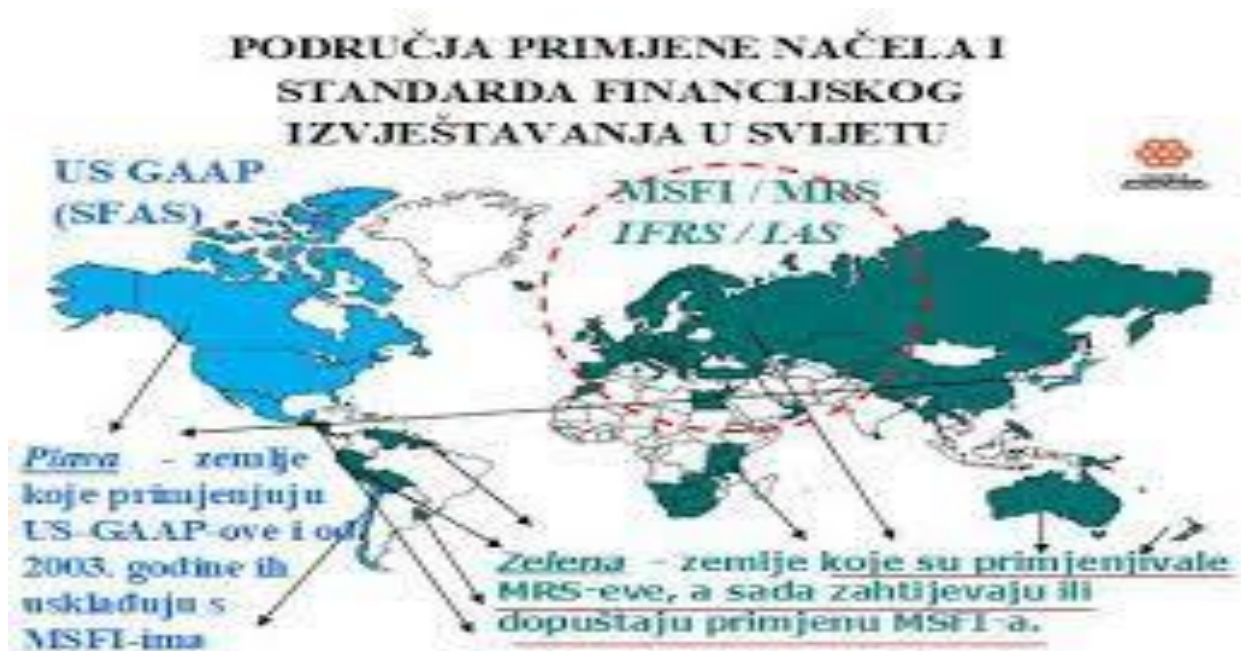 PODRUČJA PRIMJENE NAČELA I
STANDARDA FINANCIJSKOG
IZVJEŠTAVANJA U SVIJETU
US GAAP
(SFAS)
MSFI / MRS
IFRS / IAS
Plava - zemlje
koje primjenjuju
US-GAAP-ove i od
2003. godine ih
usklađuju s
MSFI-ima
Zelena - zemlje koje su primjenjivale
MRS-eve, a sada zahtijevaju ili
dopuštaju primjenu MSFI-a.